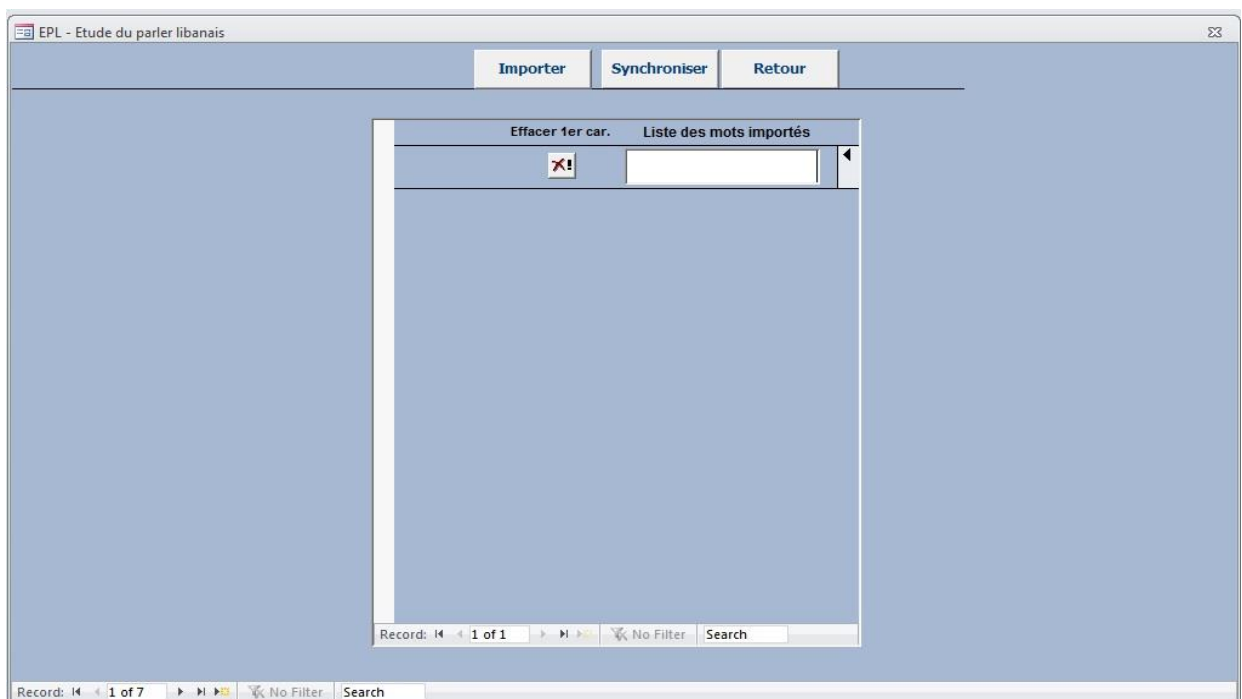 EPL - Etude du parler libanais
Importer Synchroniser Retour
Effacer 1er car. Liste des mots importés
Record: 1 of 1 No Filter Search
Record: 1 of 7 No Filter Search